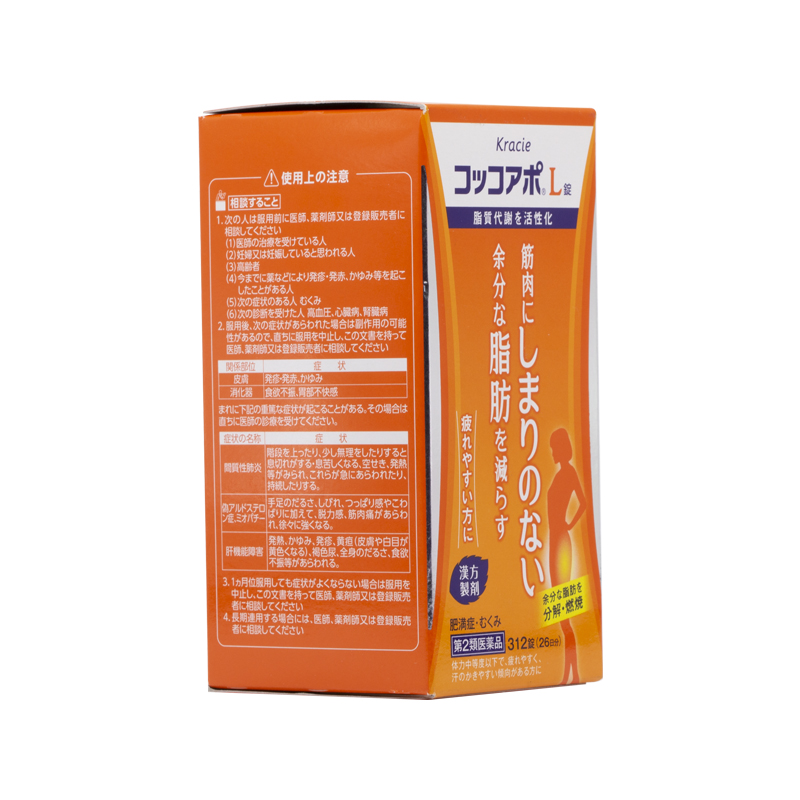 使用上の注意
相談すること
1. 次の人は服用前に医師、薬剤師又は登録販売者に
相談してください
(1)医師の治療を受けている人
(2)妊婦又は妊娠していると思われる人
(3)高齢者
(4)今までに薬などにより発疹・発赤、かゆみ等を起こ
したことがある人
(5)次の症状のある人 むくみ
(6)次の診断を受けた人 高血圧、心臓病、腎臓病
2. 服用後、次の症状があらわれた場合は副作用の可能
性があるので、直ちに服用を中止し、この文書を持って
医師、薬剤師又は登録販売者に相談してください
関係部位 症状
皮膚 発疹・発赤、かゆみ
消化器 食欲不振、胃部不快感
まれに下記の重篤な症状が起こることがある。その場合は
直ちに医師の診療を受けてください。
症状の名称 症状
間質性肺炎 階段を上ったり、少し無理をしたりすると
息切れがする・息苦しくなる、空せき、発熱
等がみられ、これらが急にあらわれたり、
持続したりする。
偽アルドステロ
ン症、ミオパチー 手足のだるさ、しびれ、つっぱり感やこわ
ばりに加えて、脱力感、筋肉痛があらわ
れ、徐々に強くなる。
肝機能障害 発熱、かゆみ、発疹、黄疸(皮膚や白目が
黄色くなる)、褐色尿、全身のだるさ、食欲
不振等があらわれる。
3. 1ヵ月位服用しても症状がよくならない場合は服用を
中止し、この文書を持って医師、薬剤師又は登録販売
者に相談してください
4. 長期連用する場合には、医師、薬剤師又は登録販売
者に相談してください
Kracie
コッコアポ® L錠
脂質代謝を活性化
筋肉にしまりのない
余分な脂肪を減らす
疲れやすい方に
漢方
製剤
余分な脂肪を
分解・燃焼
肥満症・むくみ
第2類医薬品 312錠(26日分)
体力中等度以下で、疲れやすく、
汗のかきやすい傾向がある方に